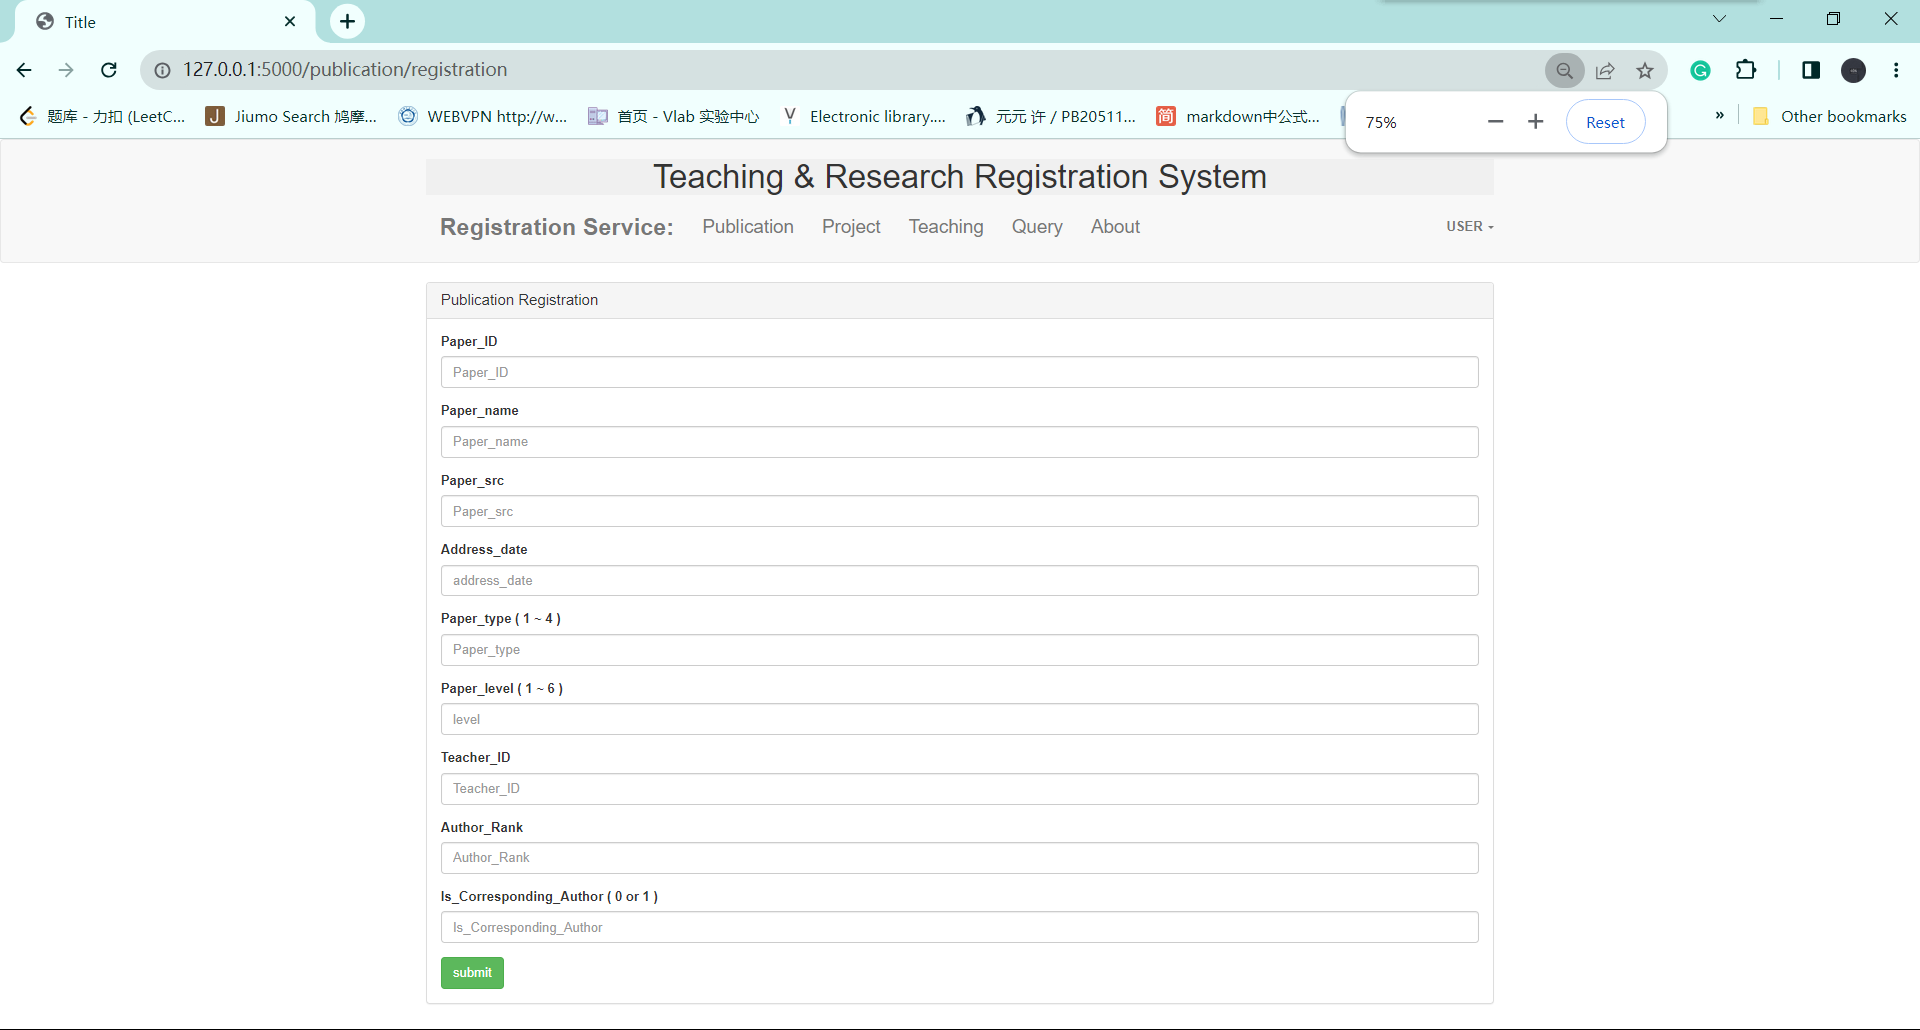 Title
127.0.0.1:5000/publication/registration
题库 - 力扣 (LeetC... Jiumo Search 鸠摩... WEBVPN http://w... 首页 - Vlab 实验中心 Electronic library.... 元元 许 / PB20511... markdown中公式... » Other bookmarks
75% Reset
Teaching & Research Registration System
Registration Service: Publication Project Teaching Query About USER
Publication Registration
Paper_ID
Paper_ID
Paper_name
Paper_name
Paper_src
Paper_src
Address_date
address_date
Paper_type ( 1 ~ 4 )
Paper_type
Paper_level ( 1 ~ 6 )
level
Teacher_ID
Teacher_ID
Author_Rank
Author_Rank
Is_Corresponding_Author ( 0 or 1 )
Is_Corresponding_Author
submit